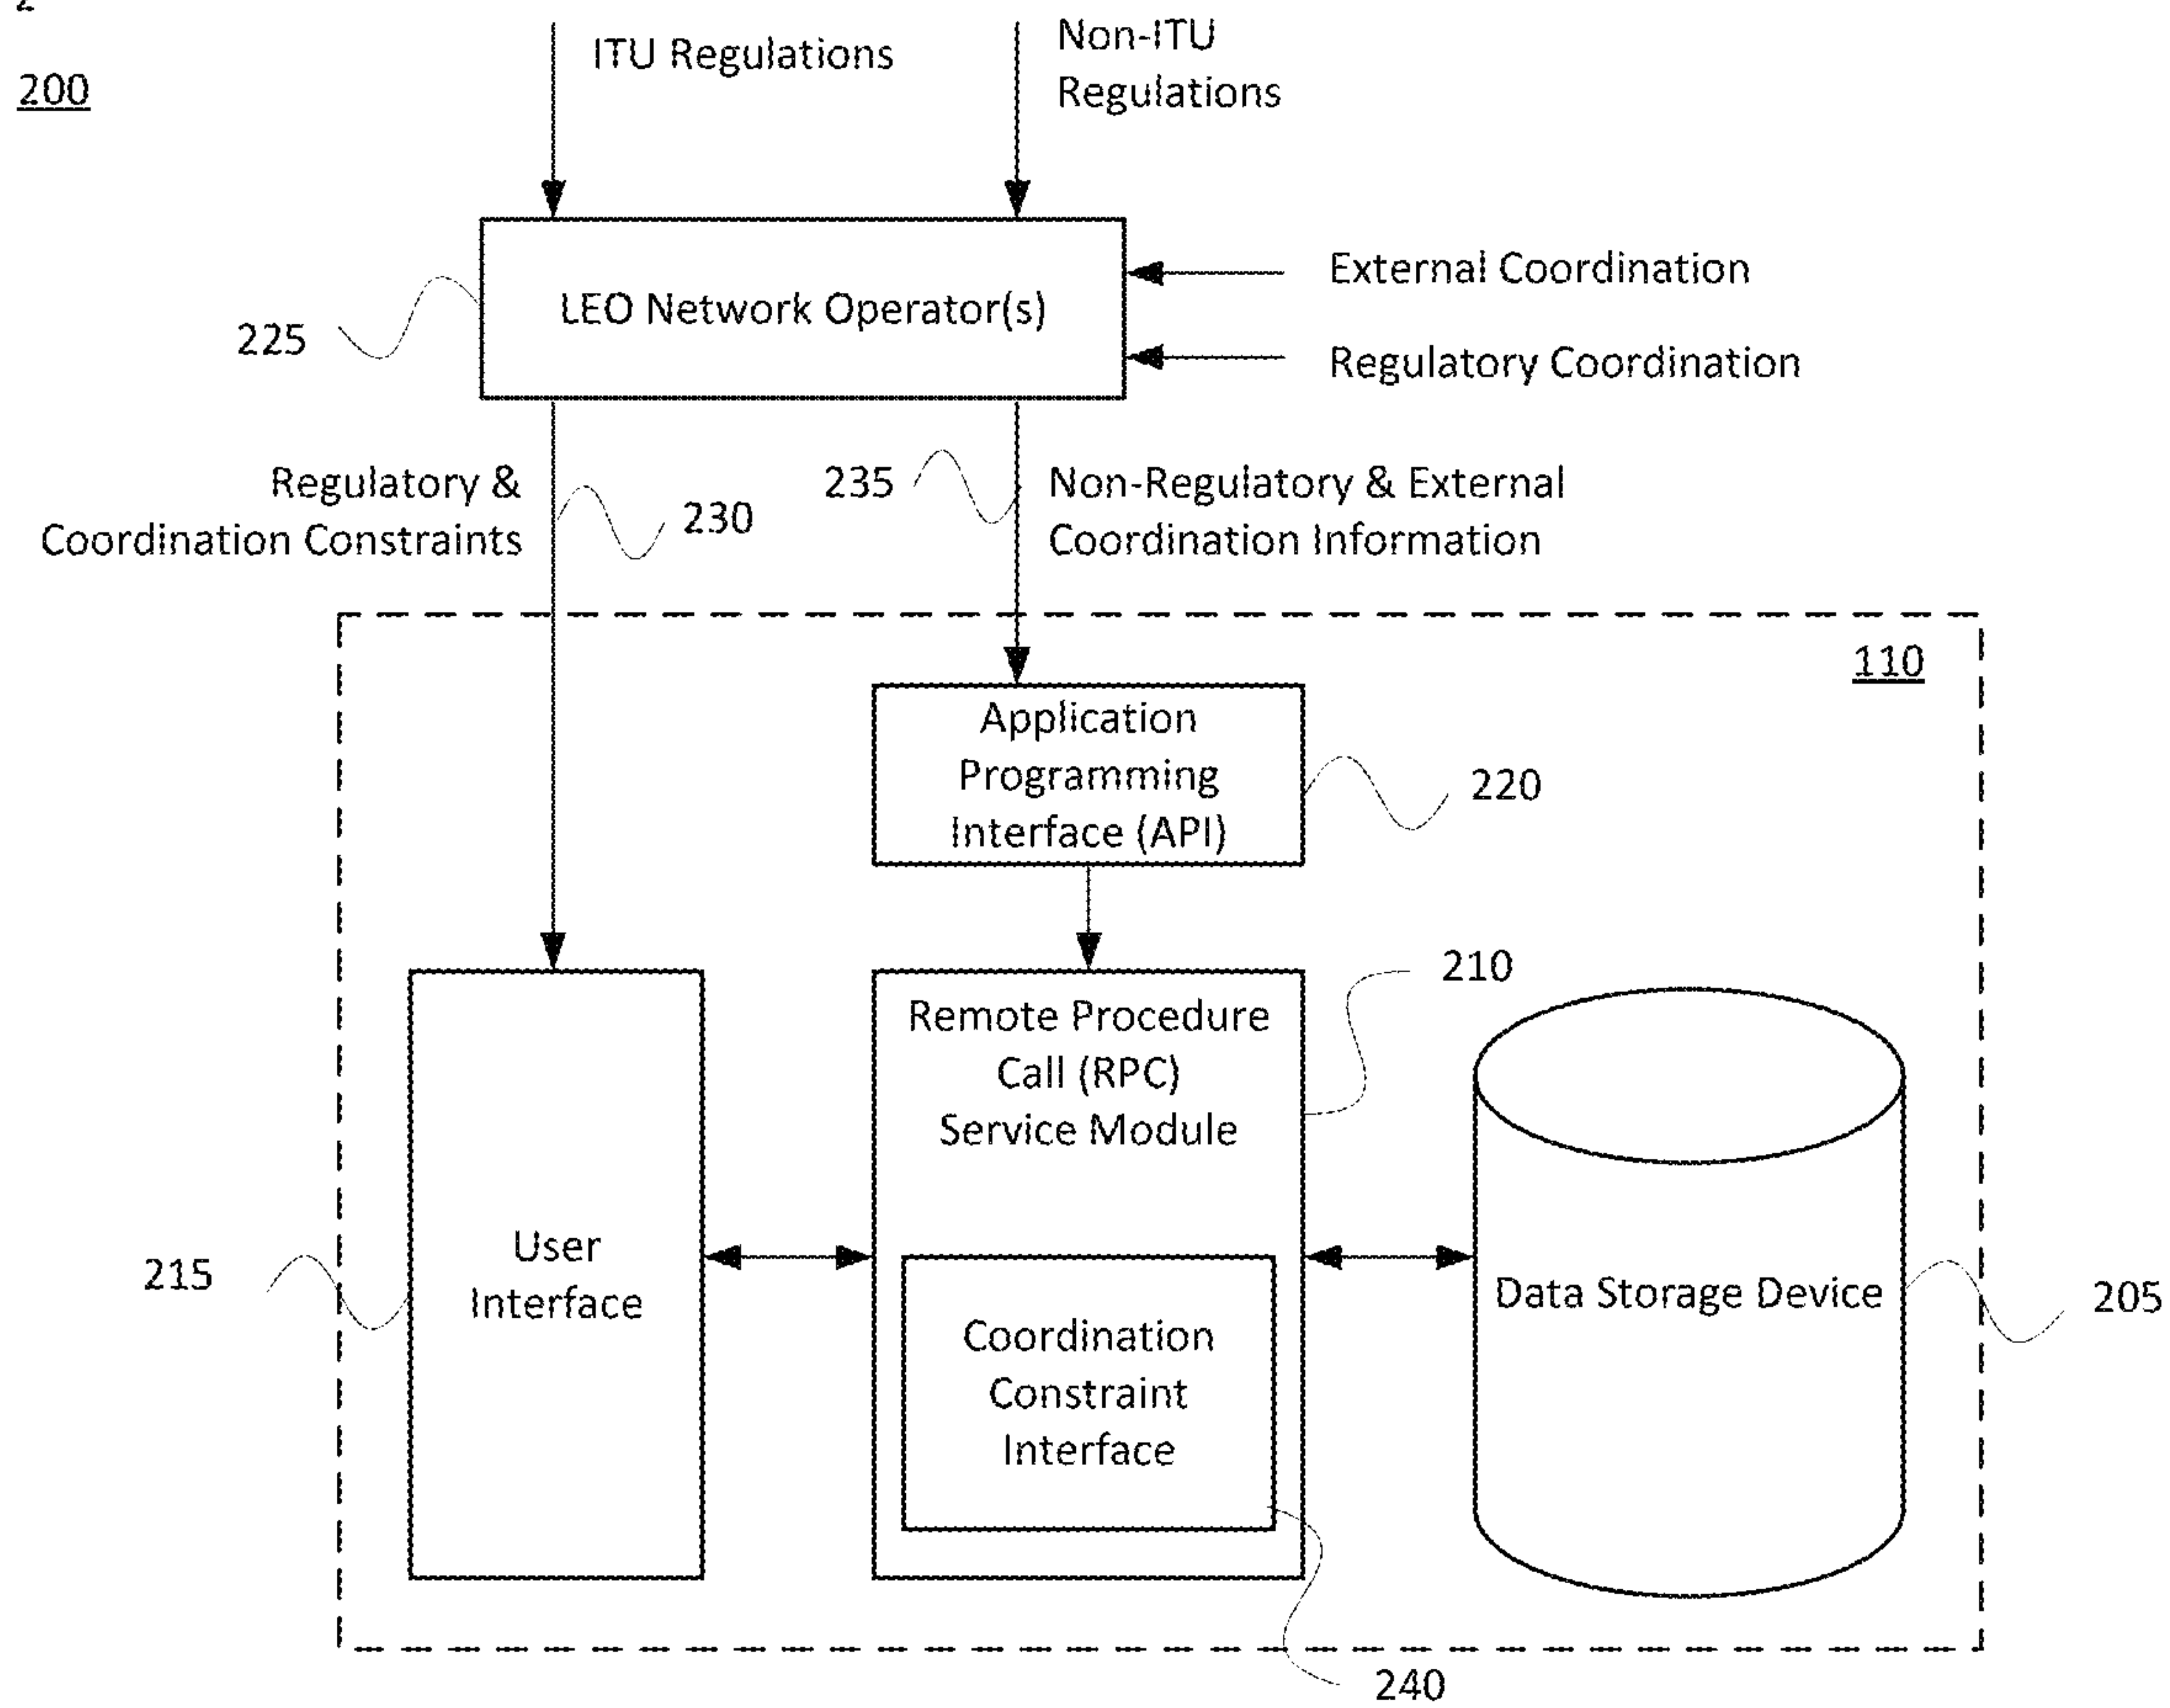 2
200
ITU Regulations
Non-ITU
Regulations
LEO Network Operator(s)
External Coordination
Regulatory Coordination
225
Regulatory &
Coordination Constraints
230
235
Non-Regulatory & External
Coordination Information
110
Application
Programming
Interface (API)
220
Remote Procedure
Call (RPC)
Service Module
210
User
Interface
215
Coordination
Constraint
Interface
Data Storage Device
205
240